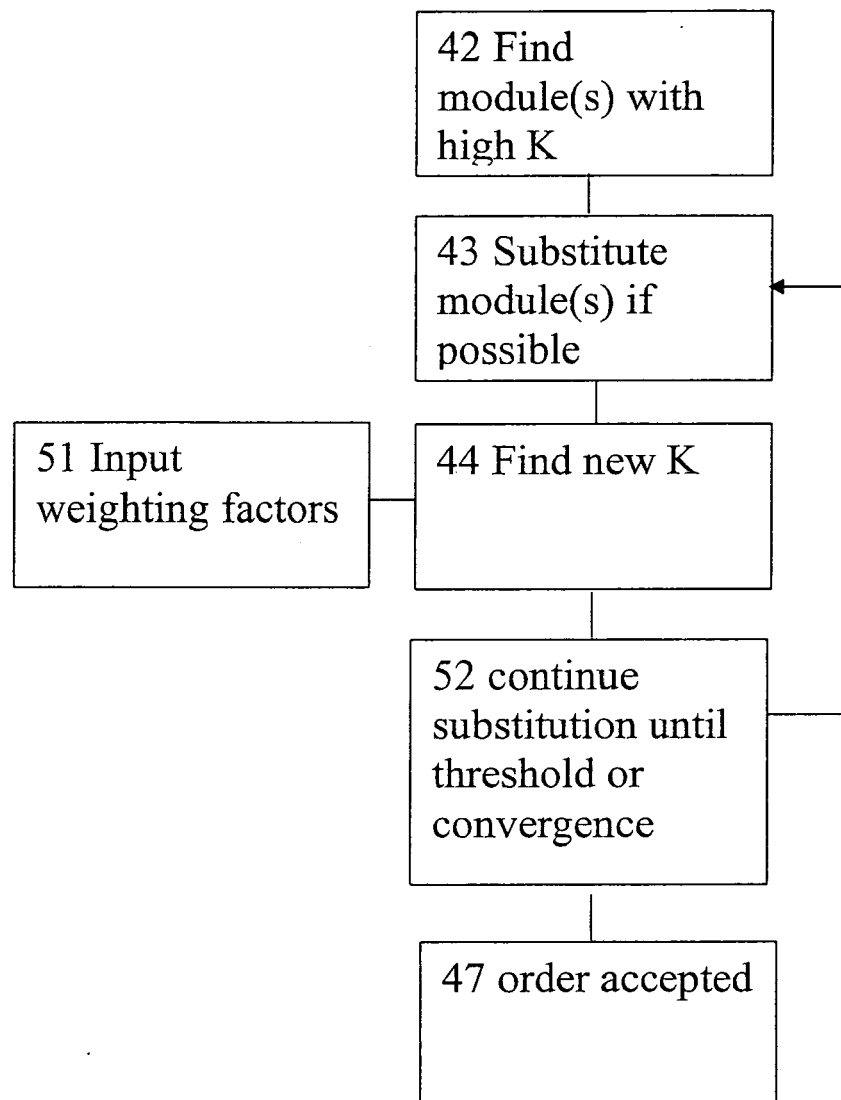 42 Find
module(s) with
high K
43 Substitute
module(s) if
possible
51 Input
weighting factors
44 Find new K
52 continue
substitution until
threshold or
convergence
47 order accepted